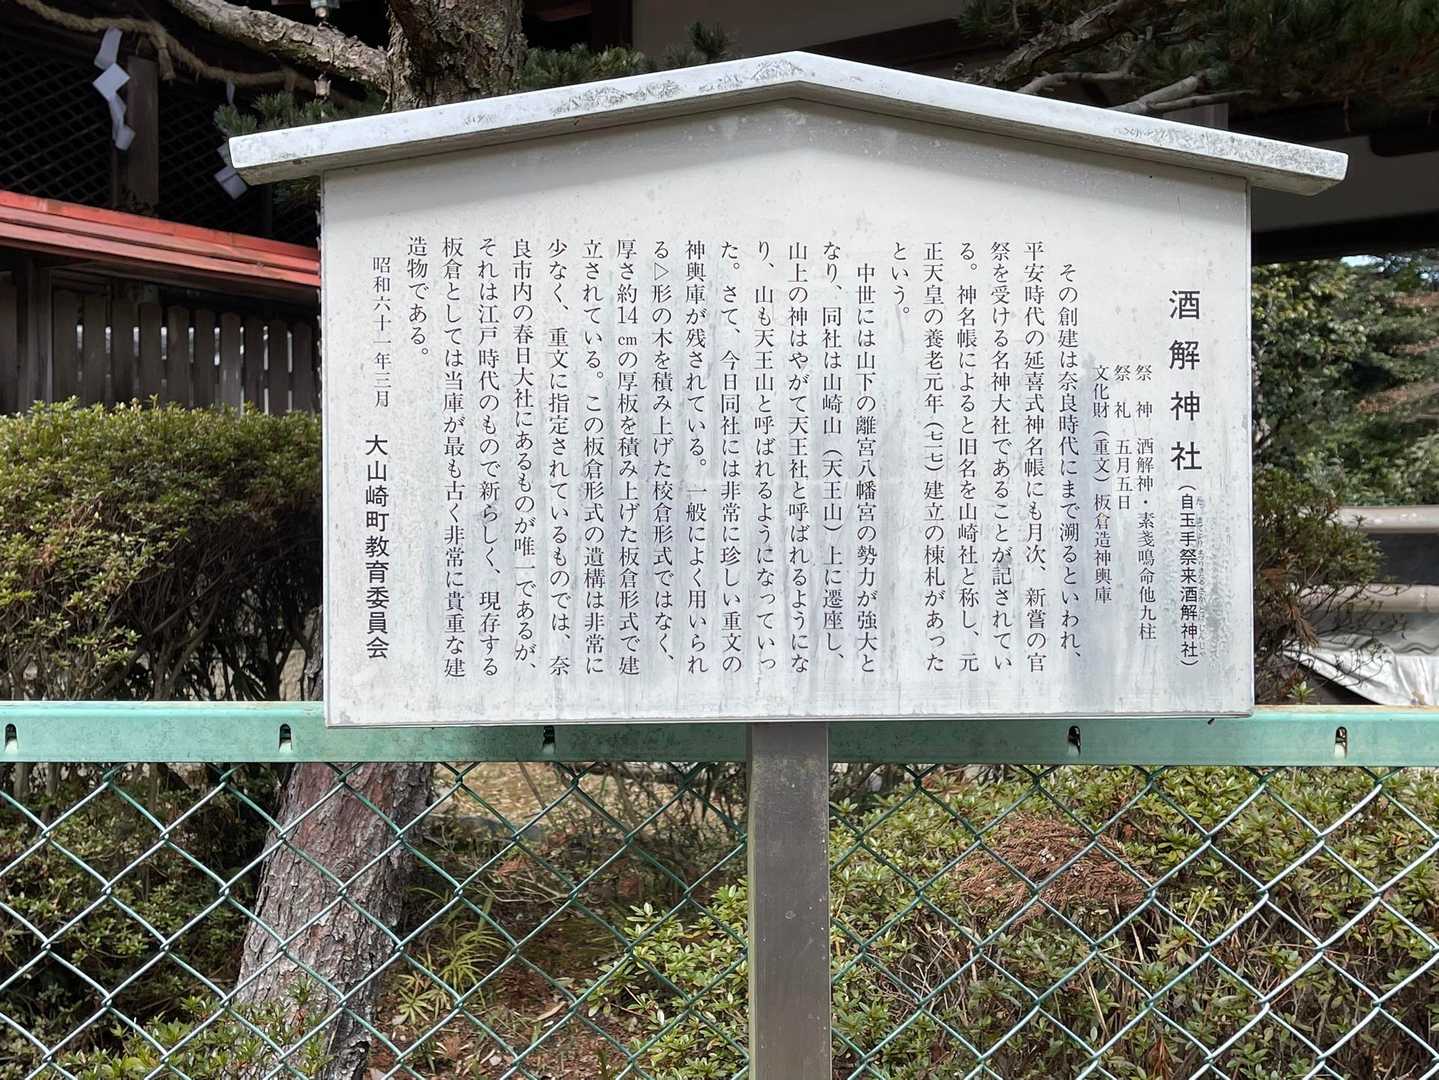 酒解神社（自玉手祭来酒解神社）
祭　神　酒解神・素戔嗚命他九柱
祭　礼　五月五日
文化財（重文）板倉造神輿庫
その創建は奈良時代にまで溯るといわれ、
平安時代の延喜式神名帳にも月次、新嘗の官
祭を受ける名神大社であることが記されてい
る。神名帳によると旧名を山崎社と称し、元
正天皇の養老元年（七一七）建立の棟札があった
という。
中世には山下の離宮八幡宮の勢力が強大と
なり、同社は山崎山（天王山）上に遷座し、
山上の神はやがて天王社と呼ばれるようにな
り、山も天王山と呼ばれるようになっていっ
た。さて、今日同社には非常に珍しい重文の
神輿庫が残されている。一般によく用いられ
る▷形の木を積み上げた校倉形式ではなく、
厚さ約14㎝の厚板を積み上げた板倉形式で建
立されている。この板倉形式の遺構は非常に
少なく、重文に指定されているものでは、奈
良市内の春日大社にあるものが唯一であるが、
それは江戸時代のもので新らしく、現存する
板倉としては当庫が最も古く非常に貴重な建
造物である。
昭和六十一年三月　大山崎町教育委員会